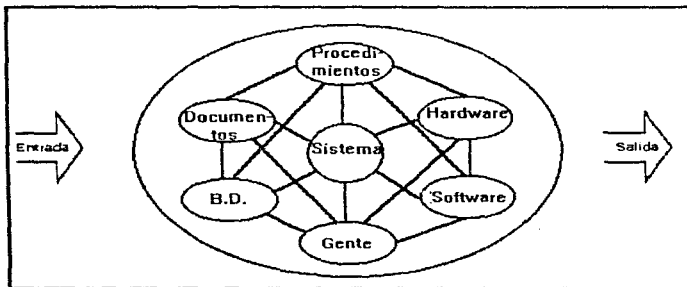 Procedi-
mientos
Documen-
tos
Hardware
Entrada
Sistema
Salida
B.D.
Software
Gente